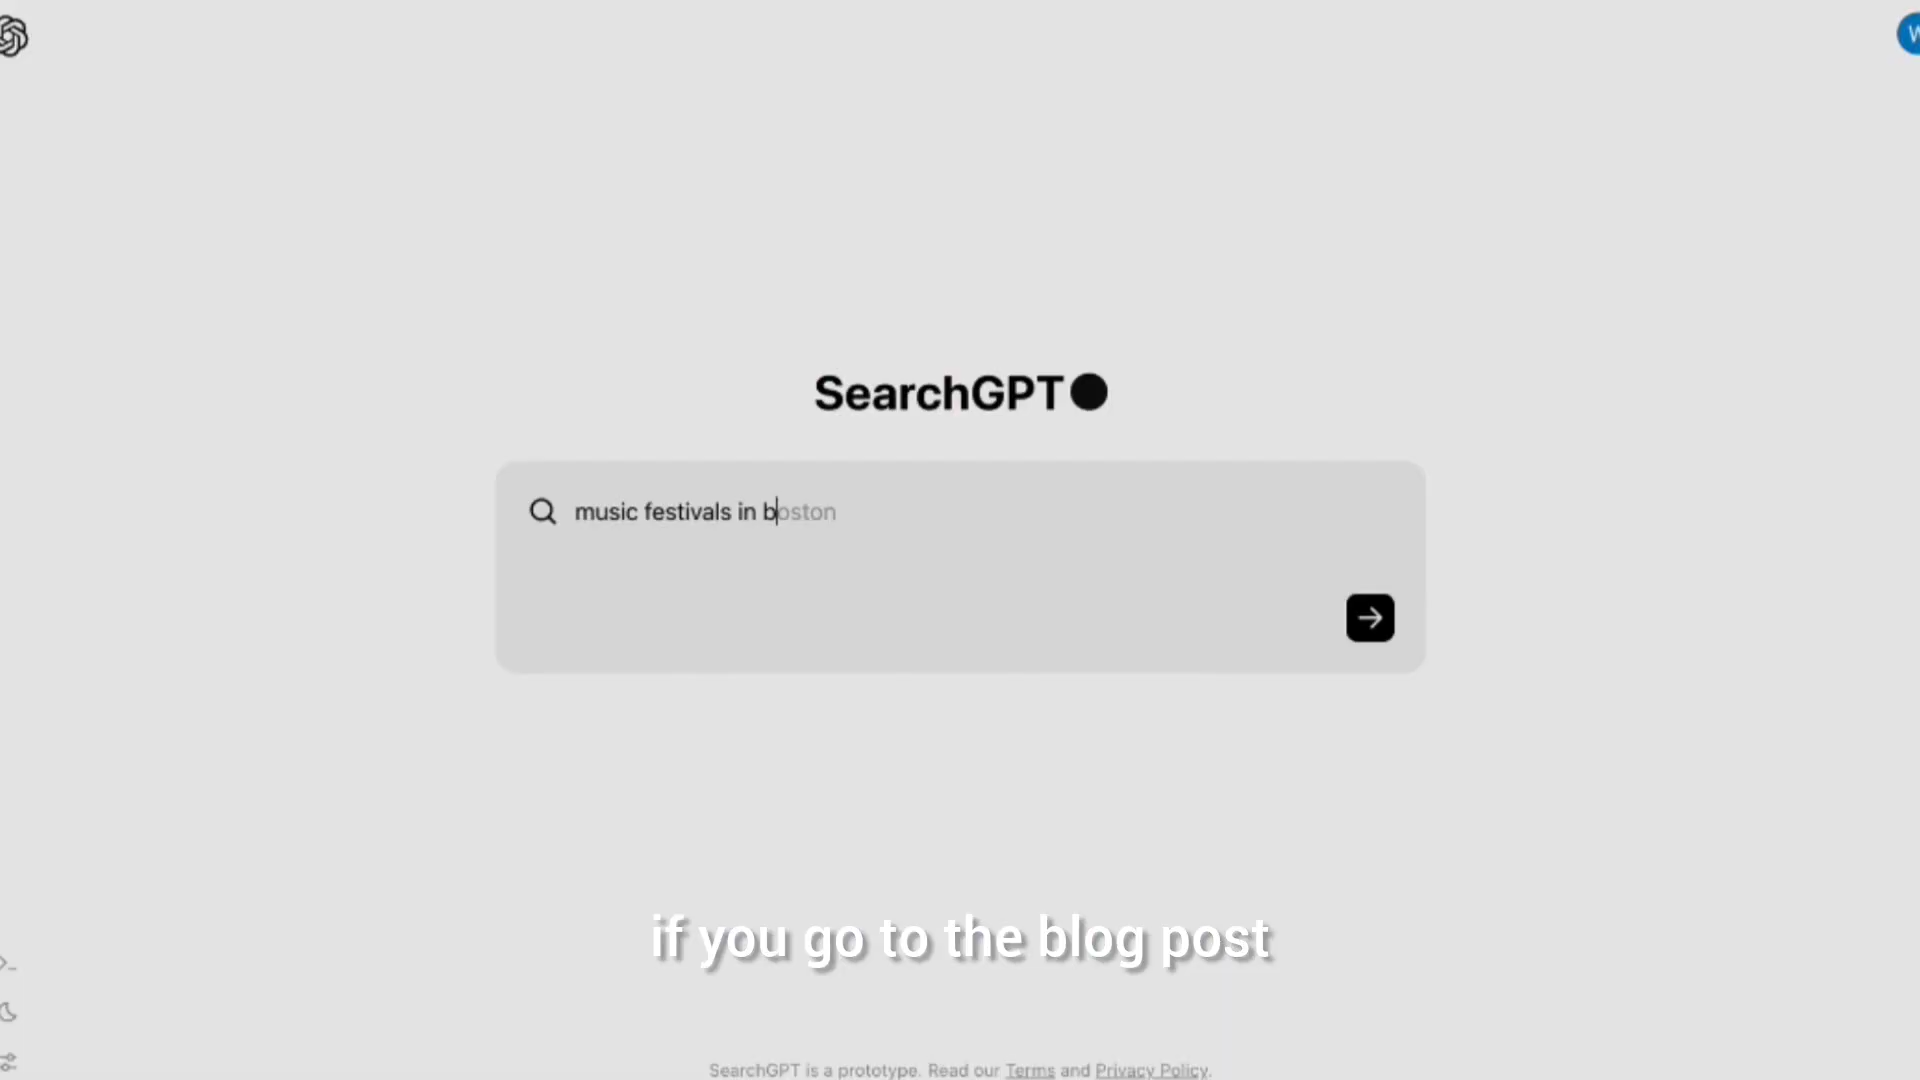 W
SearchGPT
music festivals in boston
if you go to the blog post
SearchGPT is a prototype. Read our Terms and Privacy Policy.